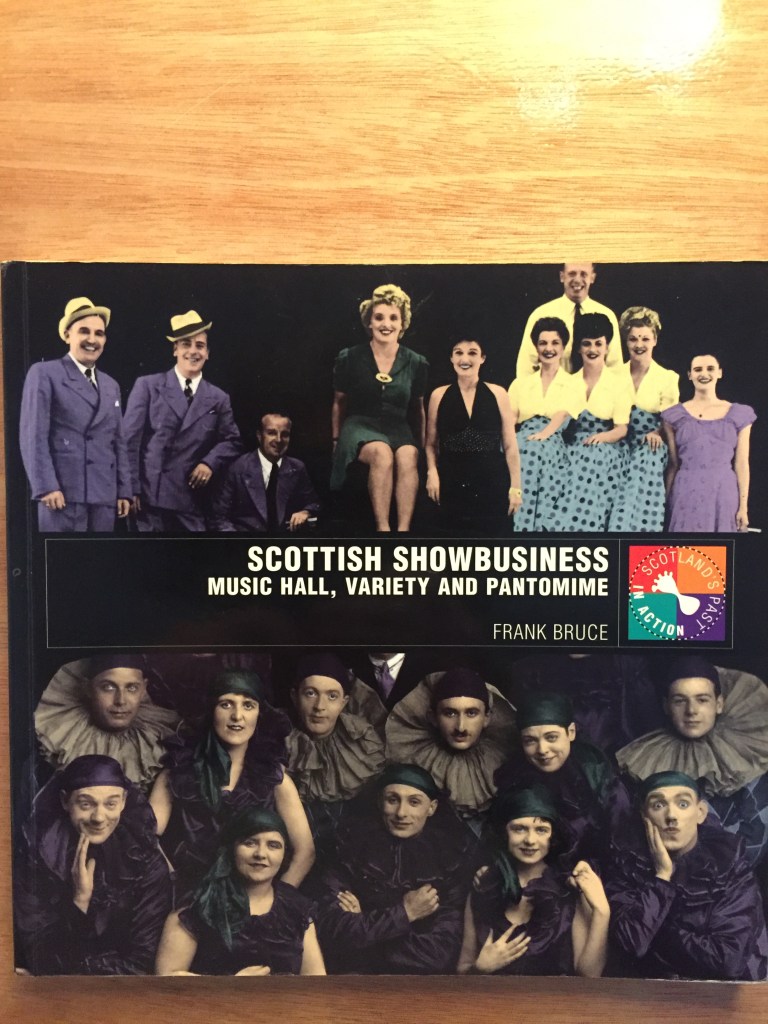 SCOTTISH SHOWBUSINESS
MUSIC HALL, VARIETY AND PANTOMIME
FRANK BRUCE
SCOTLAND'S PAST
IN ACTION